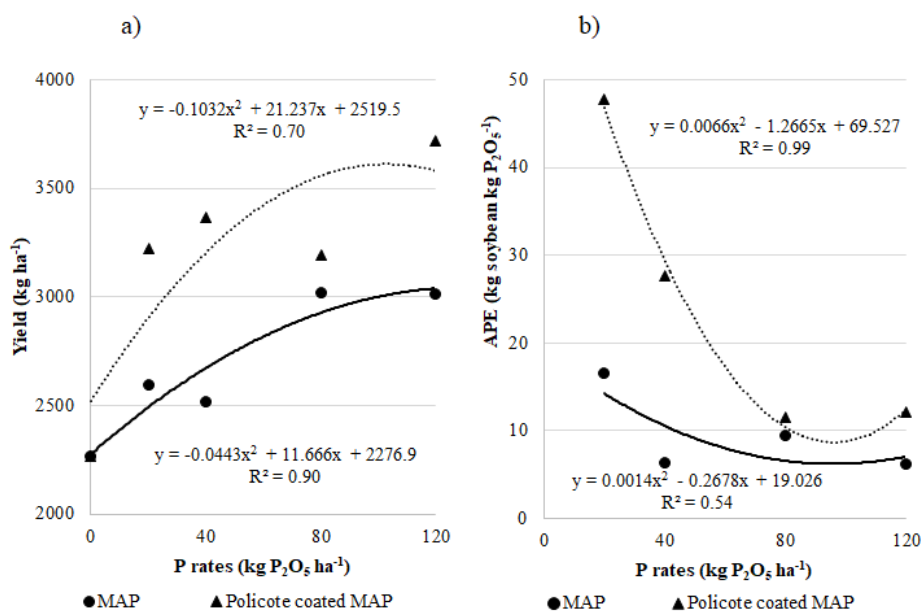 a)
4000
3500
3000
2500
2000
Yield (kg ha⁻¹)
y = -0.1032x² + 21.237x + 2519.5
R² = 0.70
y = -0.0443x² + 11.666x + 2276.9
R² = 0.90
0
40
80
120
P rates (kg P₂O₅ ha⁻¹)
● MAP ▲ Policote coated MAP
b)
50
40
30
20
10
0
APE (kg soybean kg P₂O₅⁻¹)
y = 0.0066x² - 1.2665x + 69.527
R² = 0.99
y = 0.0014x² - 0.2678x + 19.026
R² = 0.54
0
40
80
120
P rates (kg P₂O₅ ha⁻¹)
● MAP ▲ Policote coated MAP